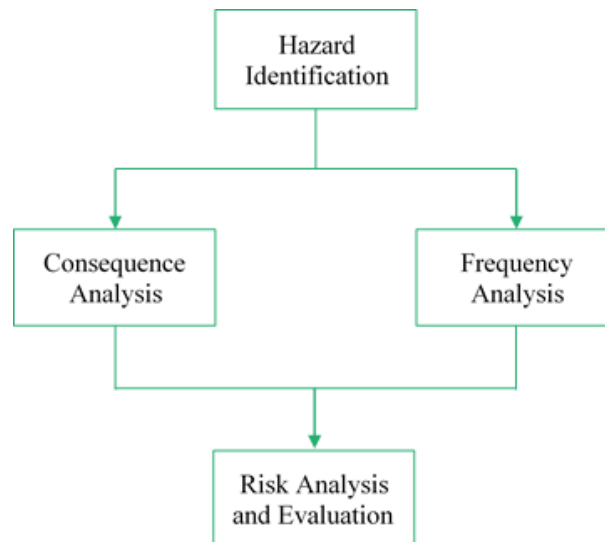 Hazard
Identification
Consequence
Analysis
Frequency
Analysis
Risk Analysis
and Evaluation